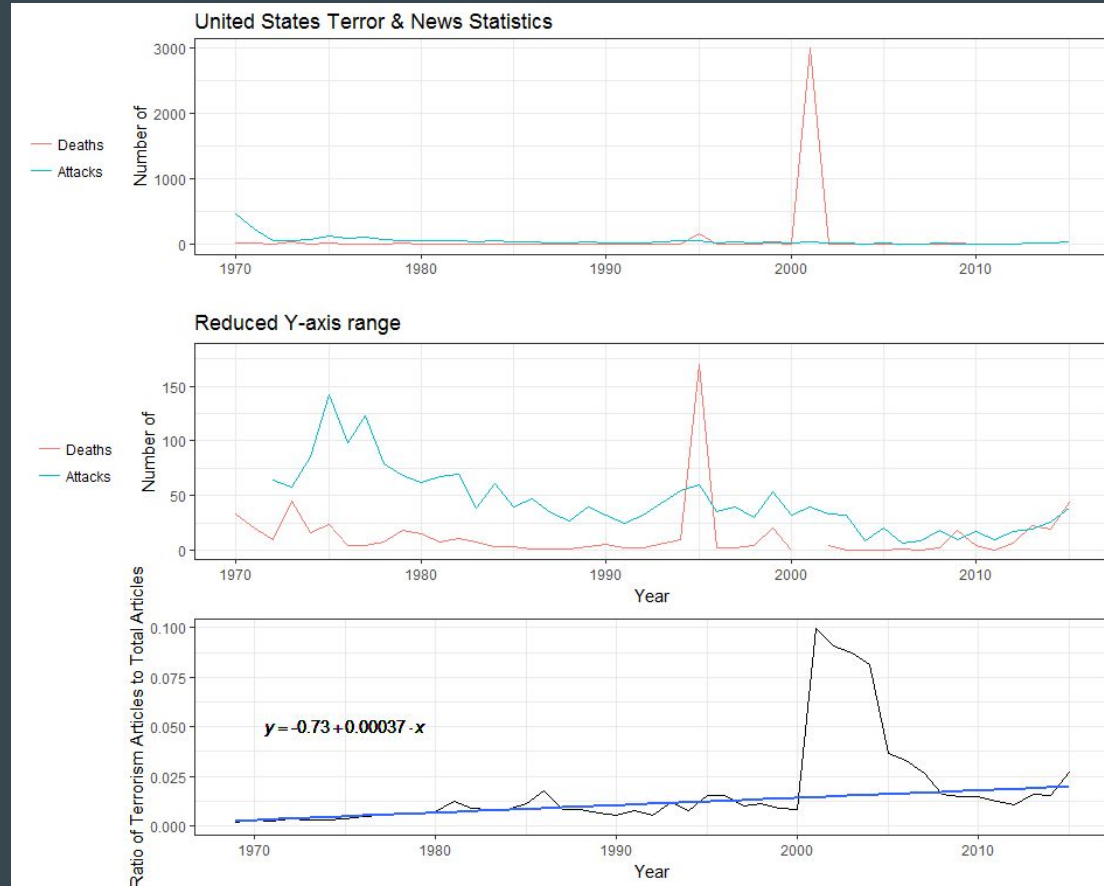 United States Terror & News Statistics
3000
2000
1000
0
Number of
Deaths
Attacks
1970
1980
1990
2000
2010
Reduced Y-axis range
150
100
50
0
Number of
Deaths
Attacks
1970
1980
1990
2000
2010
Year
Ratio of Terrorism Articles to Total Articles
0.100
0.075
0.050
0.025
0.000
y = -0.73 + 0.00037 · x
1970
1980
1990
2000
2010
Year